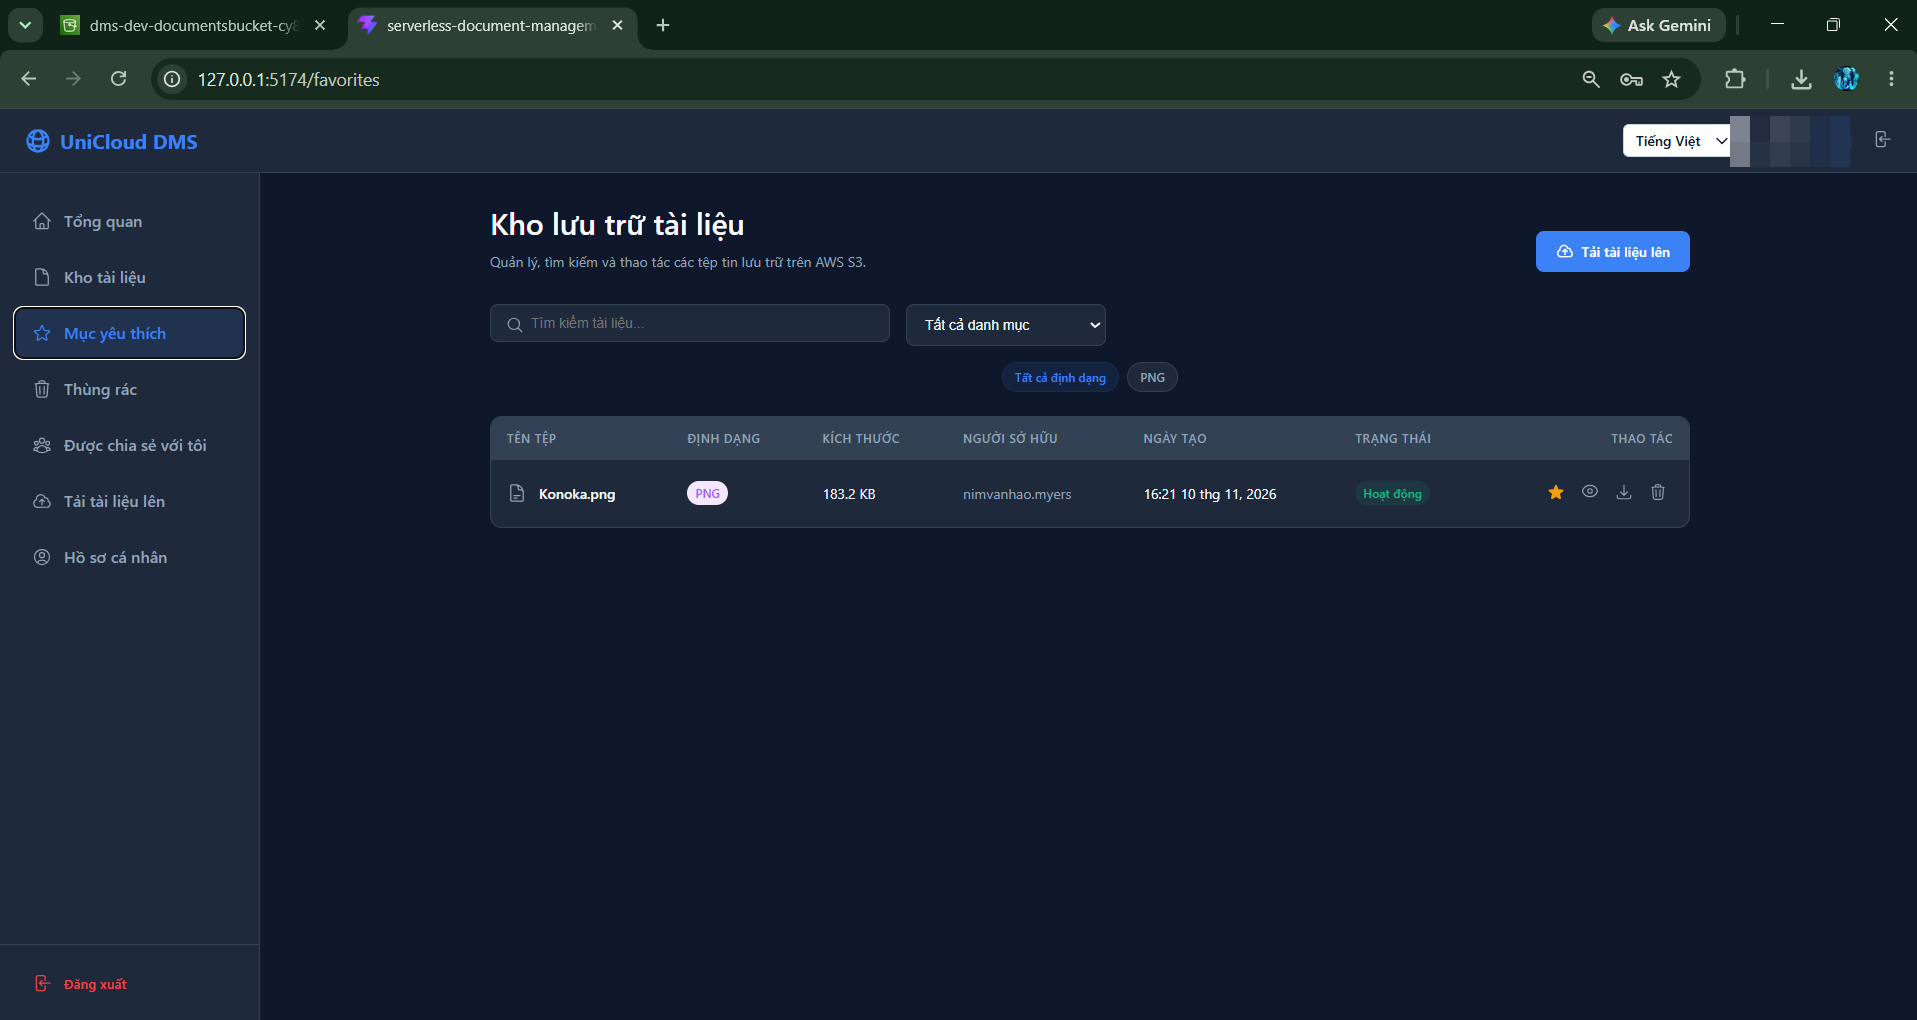 dms-dev-documentsbucket-cy8
serverless-document-managem
Ask Gemini
127.0.0.1:5174/favorites
UniCloud DMS
Tiếng Việt
Tổng quan
Kho tài liệu
Mục yêu thích
Thùng rác
Được chia sẻ với tôi
Tải tài liệu lên
Hồ sơ cá nhân
Đăng xuất
Kho lưu trữ tài liệu
Quản lý, tìm kiếm và thao tác các tệp tin lưu trữ trên AWS S3.
Tải tài liệu lên
Tìm kiếm tài liệu...
Tất cả danh mục
Tất cả định dạng
PNG
TÊN TỆP ĐỊNH DẠNG KÍCH THƯỚC NGƯỜI SỞ HỮU NGÀY TẠO TRẠNG THÁI THAO TÁC
Konoka.png PNG 183.2 KB nimvanhao.myers 16:21 10 thg 11, 2026 Hoạt động